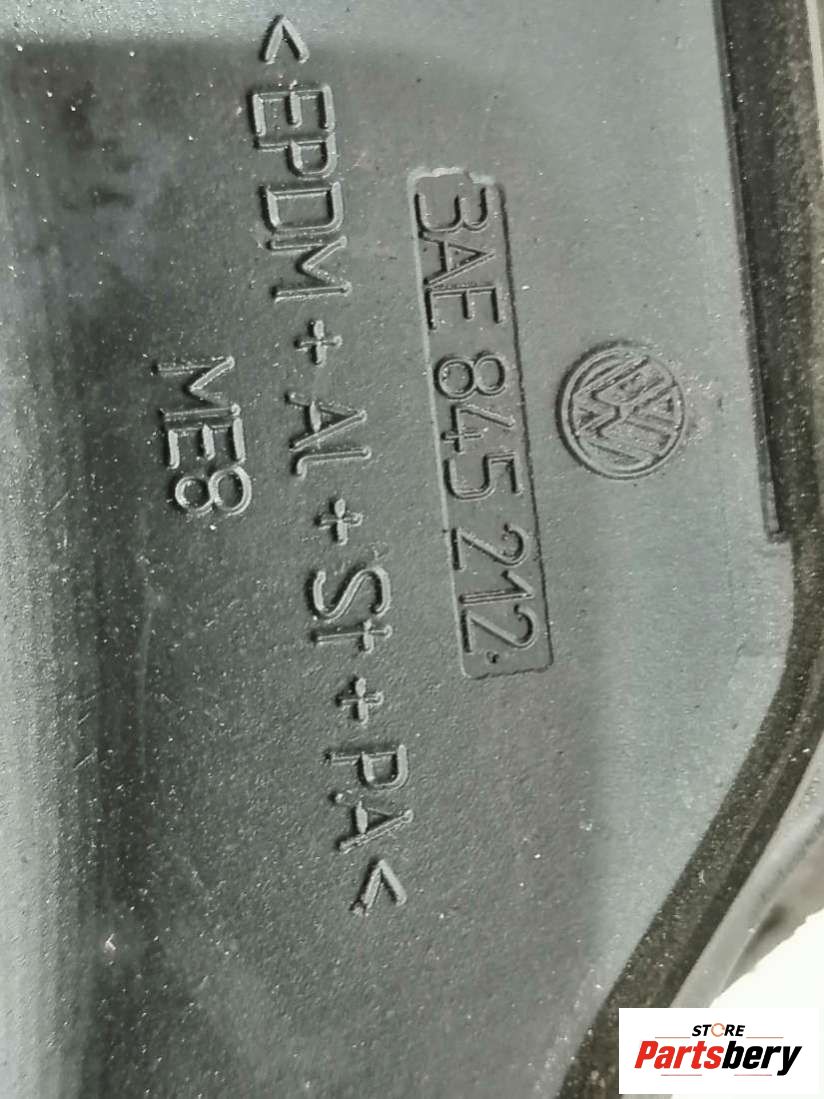 3AE 845 212.
>EPDM+Al+St+PA<
ME8
STORE
Partsbery